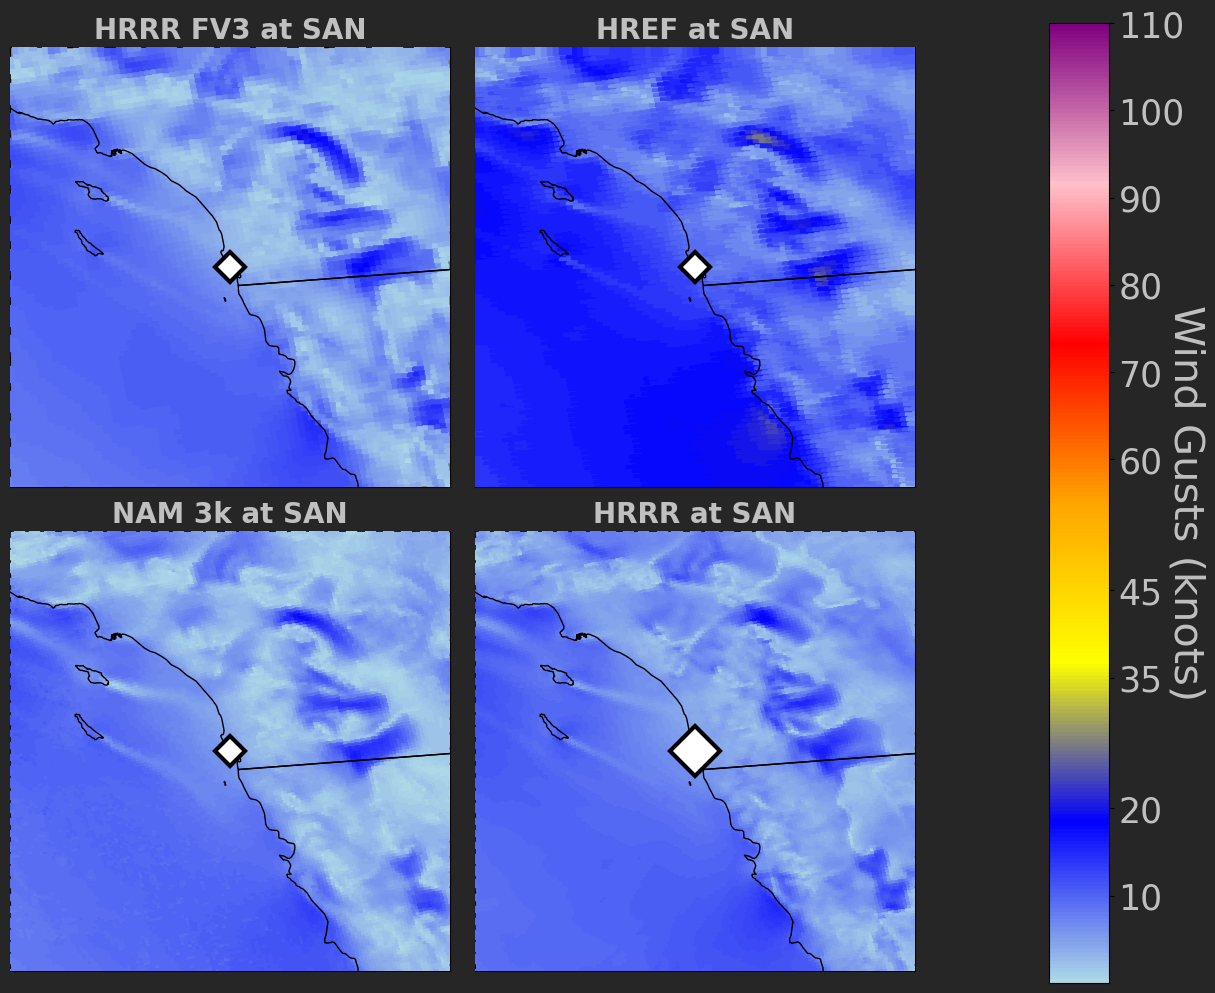 HRRR FV3 at SAN
HREF at SAN
NAM 3k at SAN
HRRR at SAN
110
100
90
80
70
60
45
35
20
10
Wind Gusts (knots)